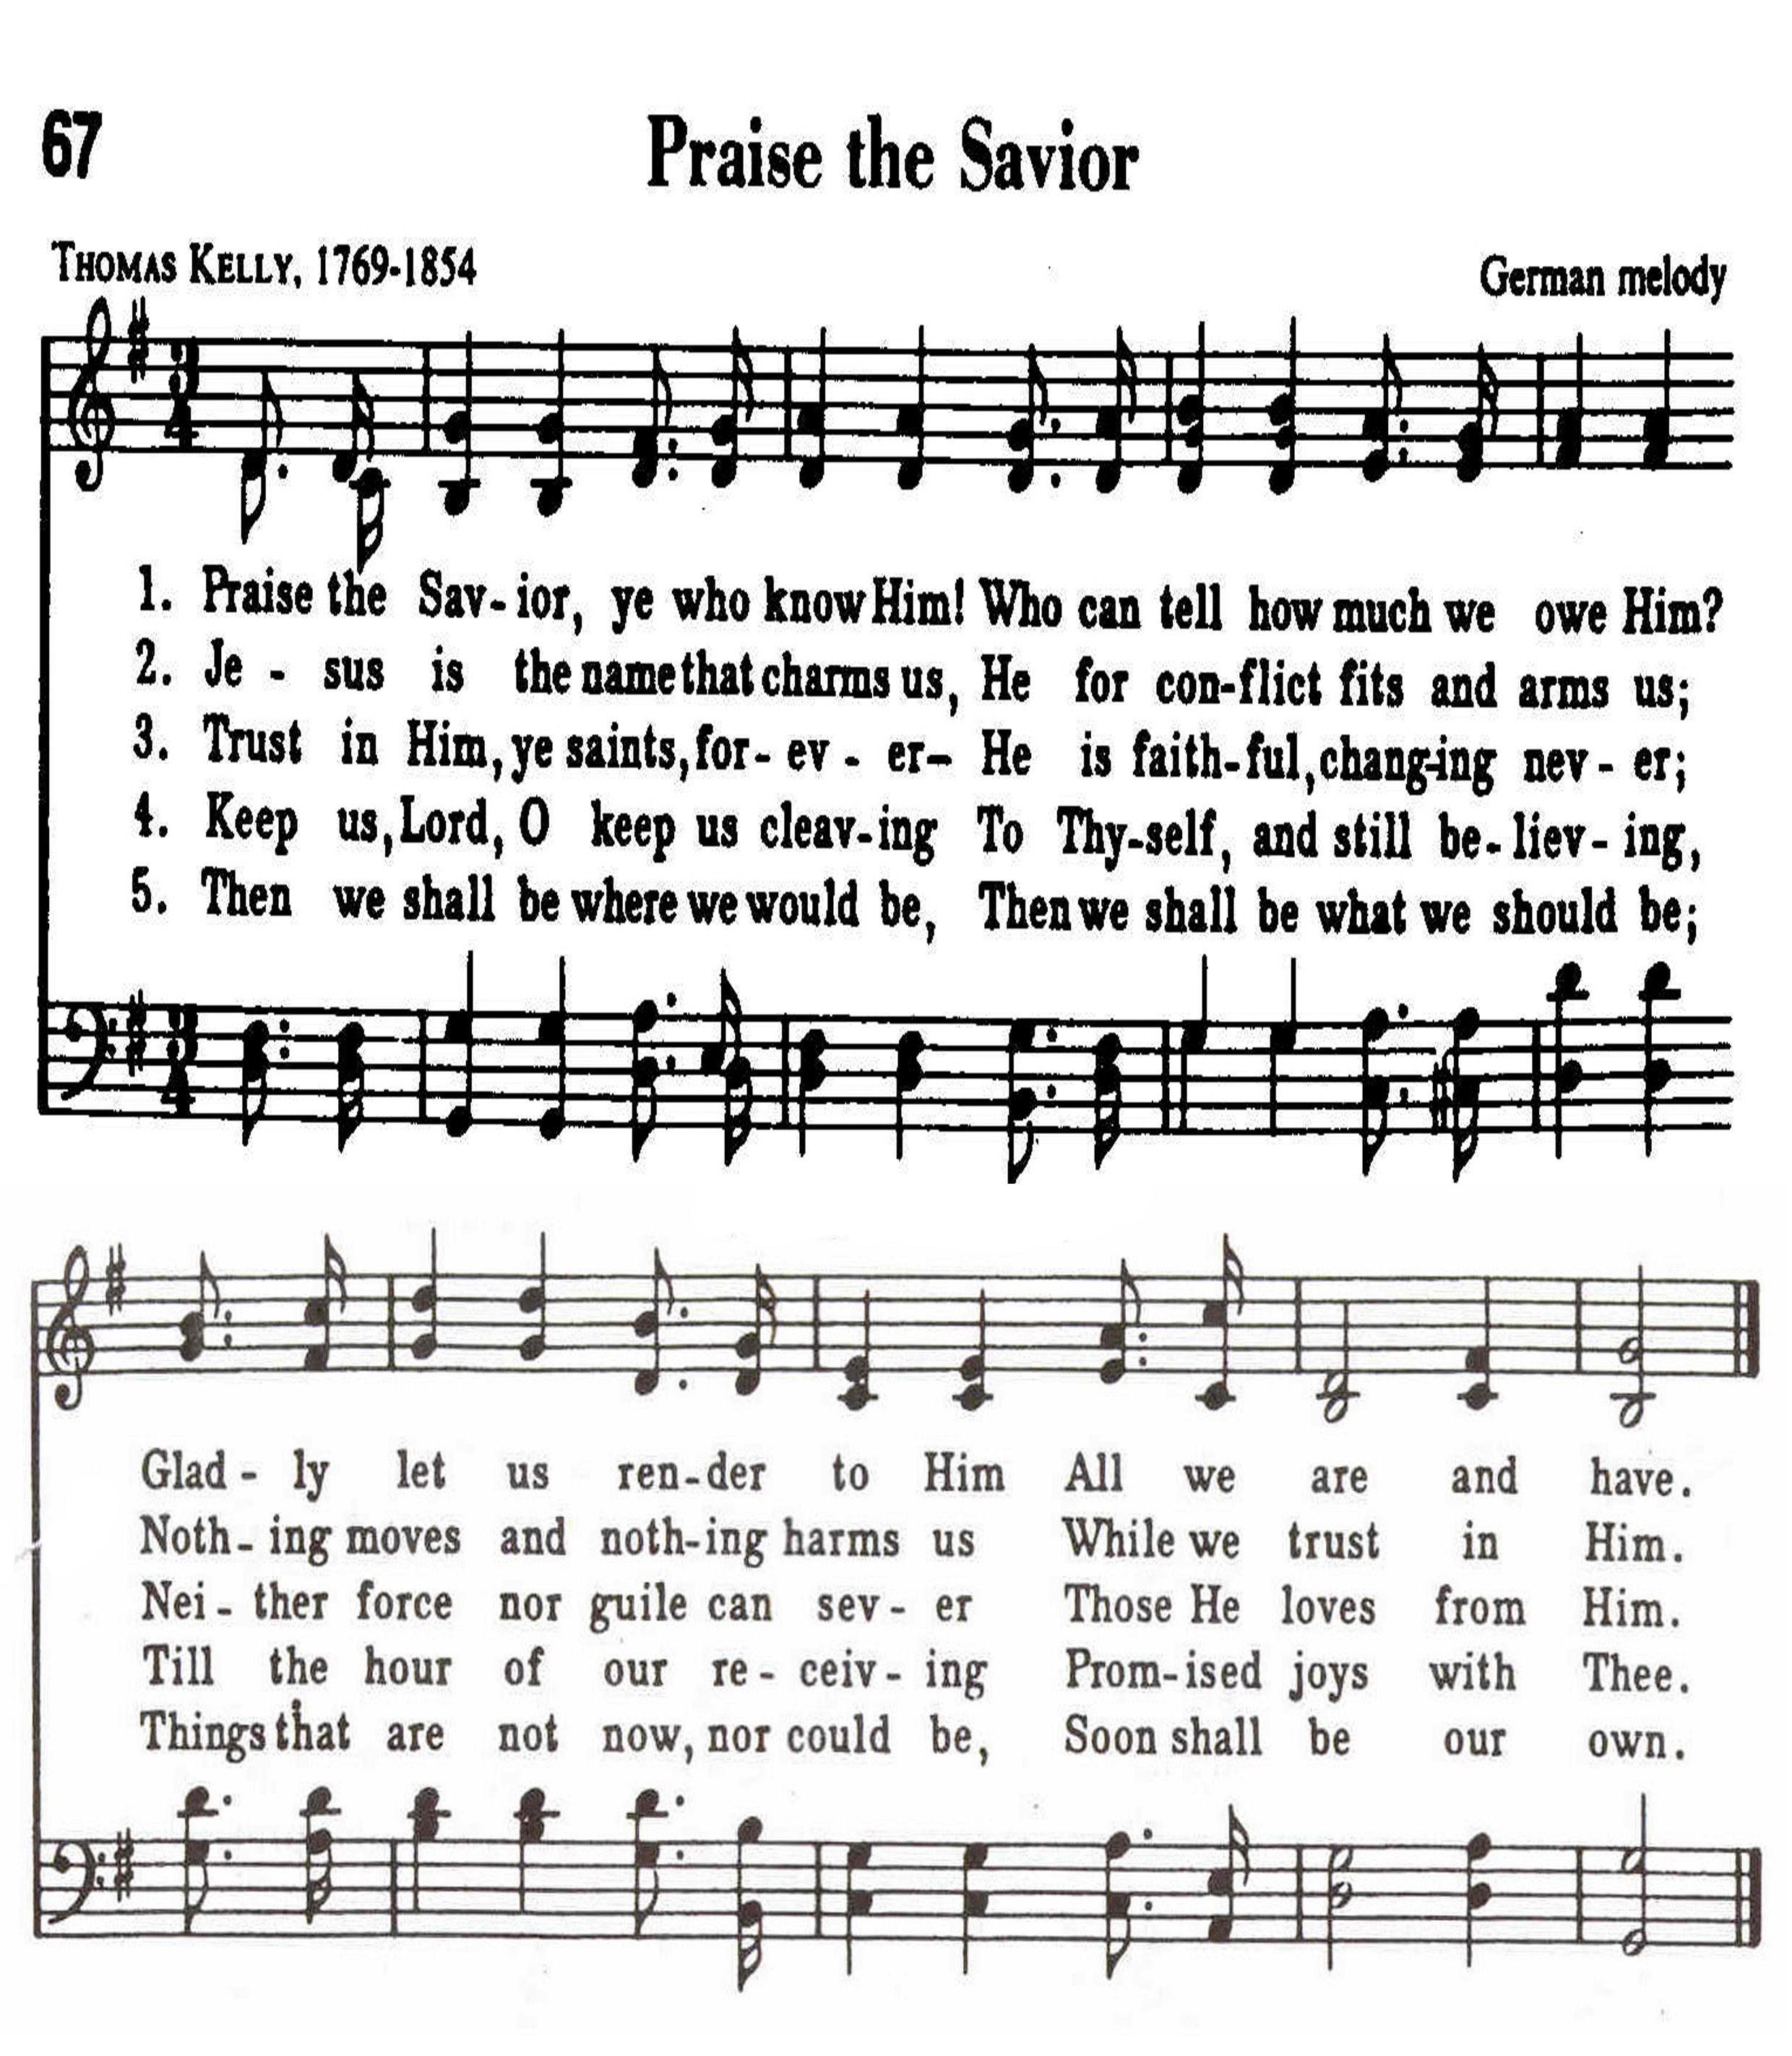 67
Praise the Savior
THOMAS KELLY, 1769-1854
German melody
3
4
1. Praise the Sav-ior, ye who know Him! Who can tell how much we owe Him?
2. Je - sus is the name that charms us, He for con-flict fits and arms us;
3. Trust in Him, ye saints, for- ev - er– He is faith-ful, chang-ing nev - er;
4. Keep us, Lord, O keep us cleav-ing To Thy-self, and still be-liev-ing,
5. Then we shall be where we would be, Then we shall be what we should be;
3
4
Glad - ly let us ren-der to Him All we are and have.
Noth- ing moves and noth-ing harms us While we trust in Him.
Nei - ther force nor guile can sev - er Those He loves from Him.
Till the hour of our re - ceiv - ing Prom-ised joys with Thee.
Things that are not now, nor could be, Soon shall be our own.